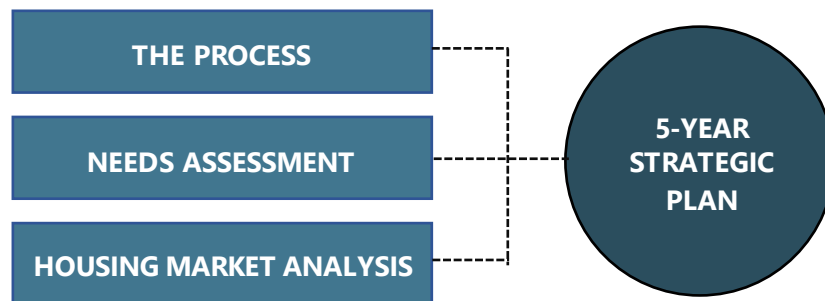 THE PROCESS
NEEDS ASSESSMENT
HOUSING MARKET ANALYSIS
5-YEAR
STRATEGIC
PLAN